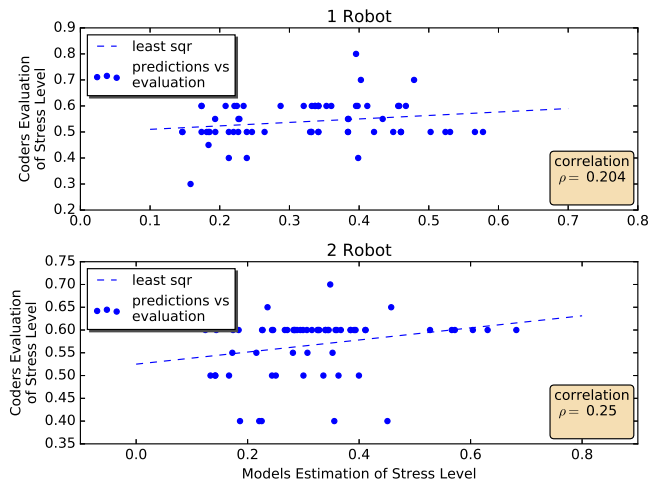 1 Robot
0.9
0.8
0.7
0.6
0.5
0.4
0.3
0.2
Coders Evaluation
of Stress Level
least sqr
predictions vs
evaluation
correlation
ρ = 0.204
0.0 0.1 0.2 0.3 0.4 0.5 0.6 0.7 0.8
2 Robot
0.75
0.70
0.65
0.60
0.55
0.50
0.45
0.40
0.35
Coders Evaluation
of Stress Level
least sqr
predictions vs
evaluation
correlation
ρ = 0.25
0.0 0.2 0.4 0.6 0.8
Models Estimation of Stress Level